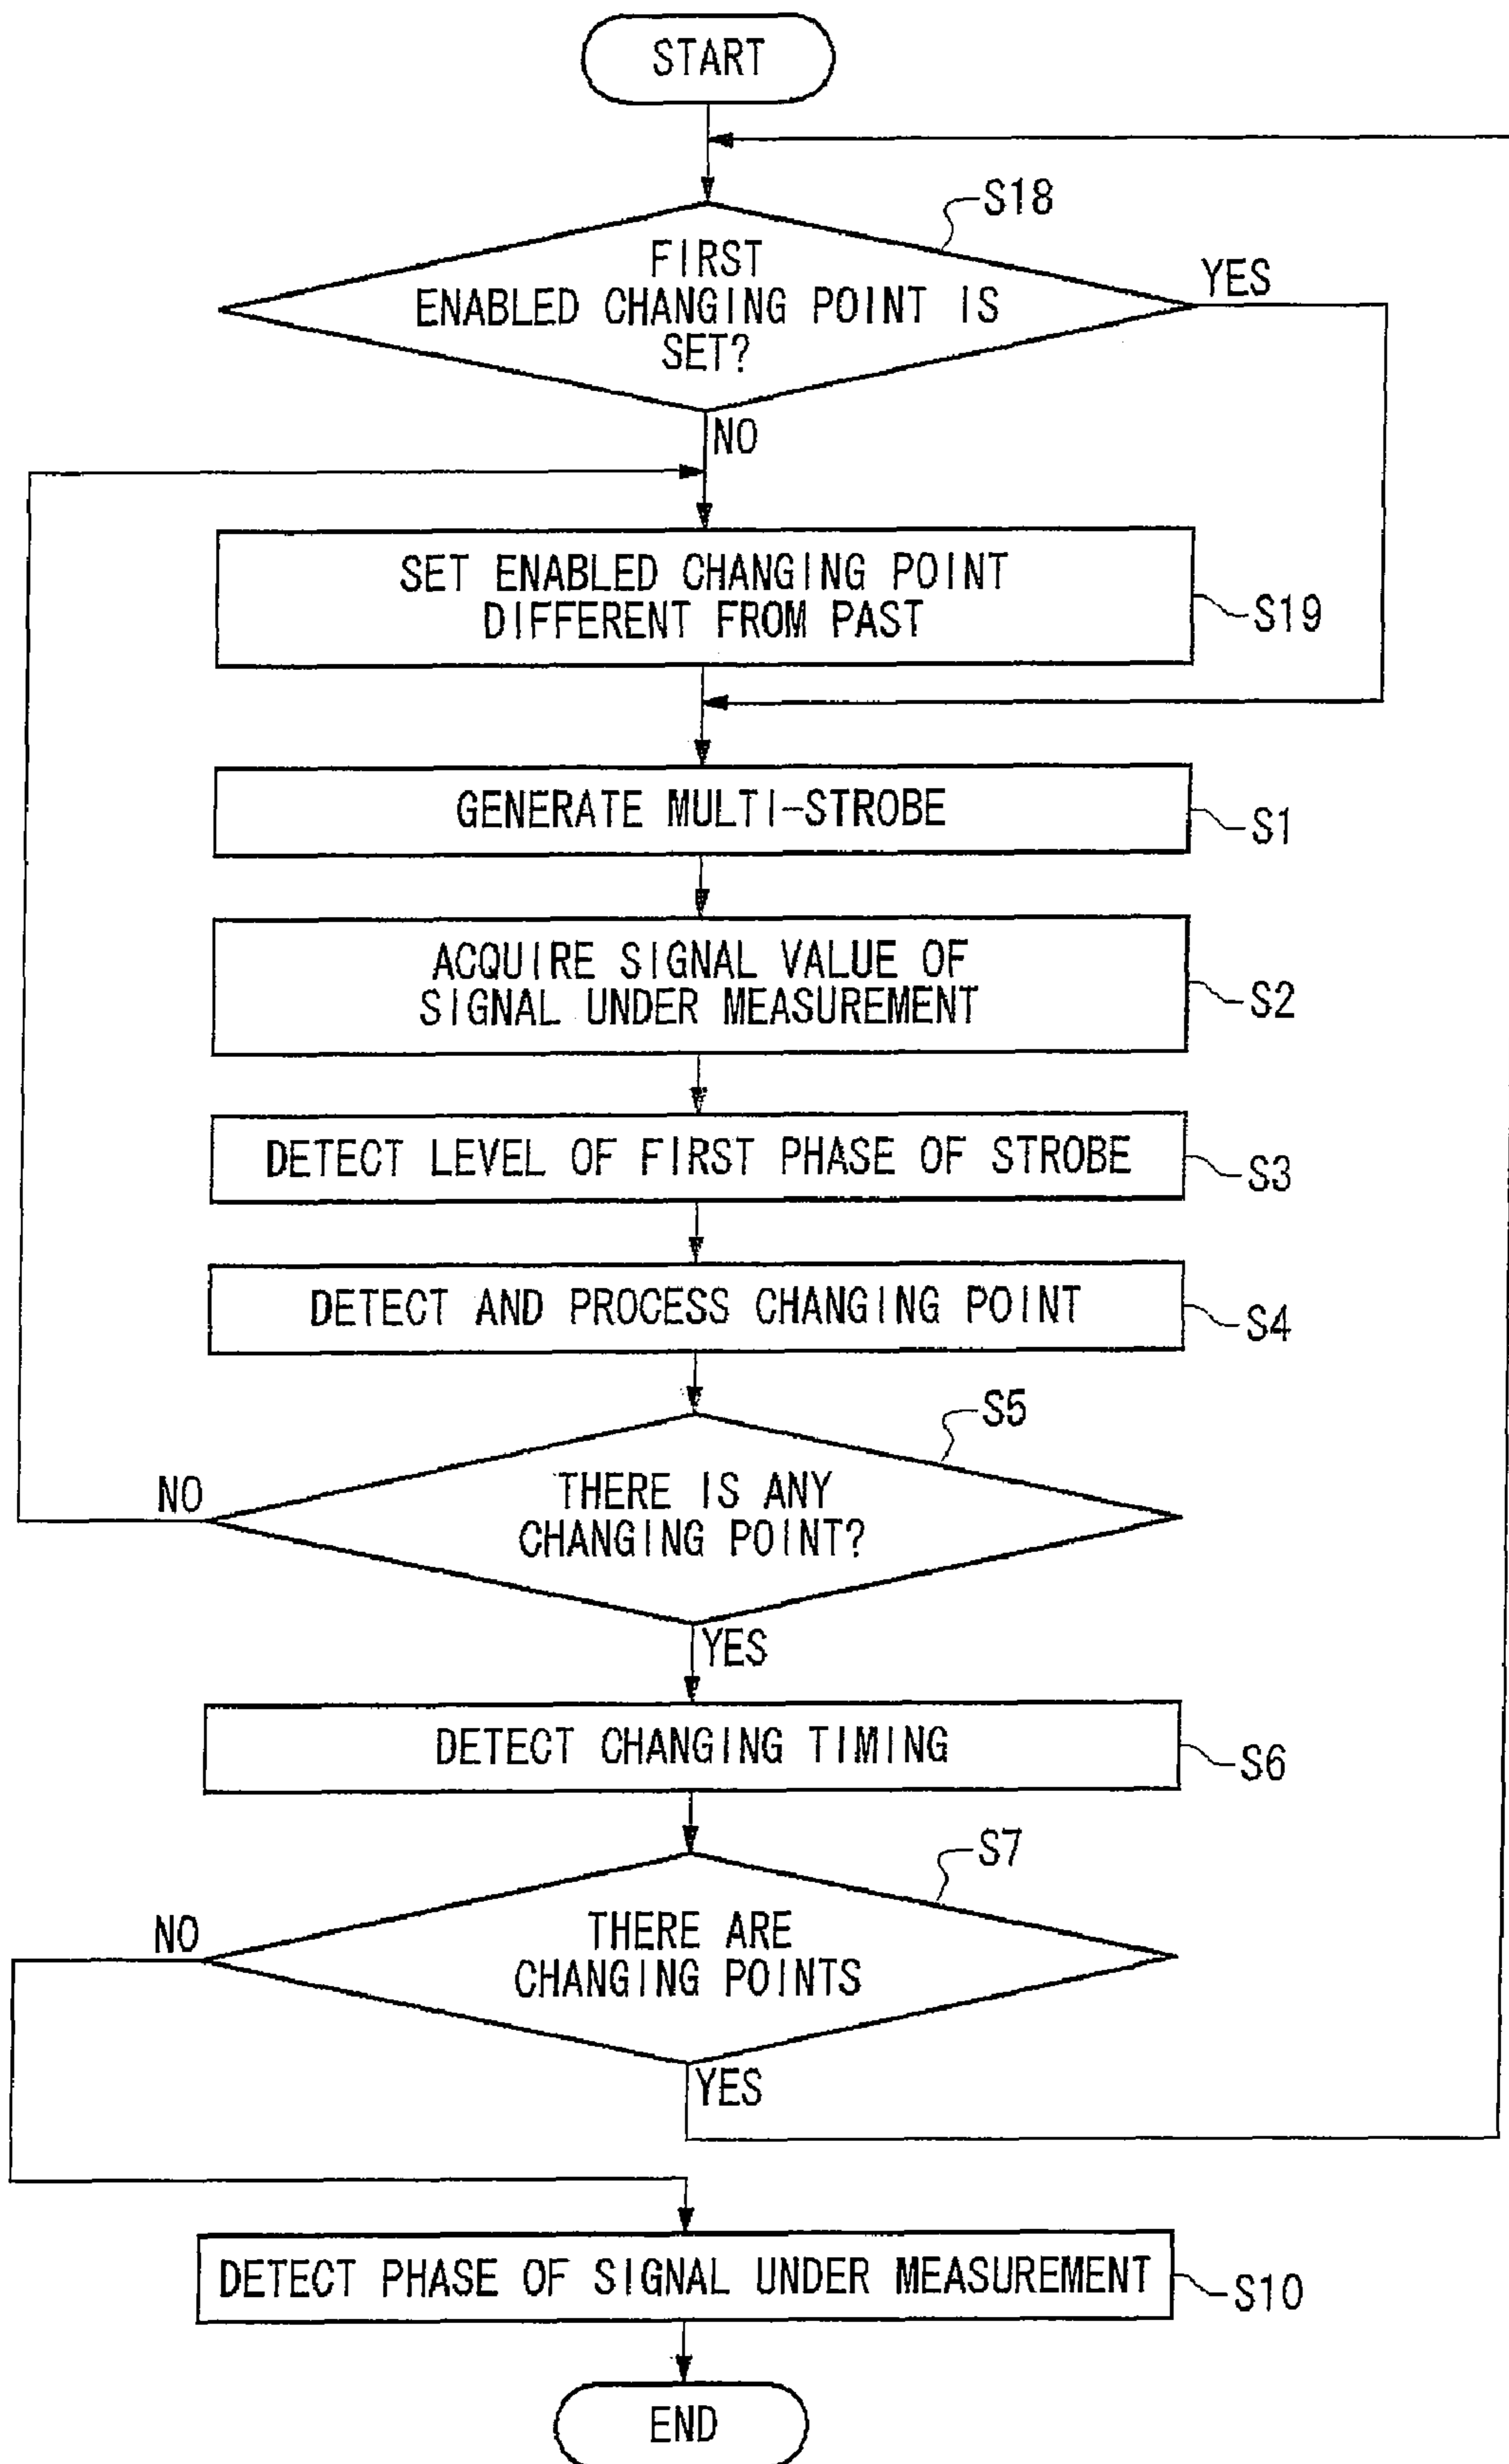 START
S18
FIRST
ENABLED CHANGING POINT IS
SET?
YES
NO
SET ENABLED CHANGING POINT
DIFFERENT FROM PAST
S19
GENERATE MULTI-STROBE
S1
ACQUIRE SIGNAL VALUE OF
SIGNAL UNDER MEASUREMENT
S2
DETECT LEVEL OF FIRST PHASE OF STROBE
S3
DETECT AND PROCESS CHANGING POINT
S4
S5
NO
THERE IS ANY
CHANGING POINT?
YES
DETECT CHANGING TIMING
S6
S7
NO
THERE ARE
CHANGING POINTS
YES
DETECT PHASE OF SIGNAL UNDER MEASUREMENT
S10
END